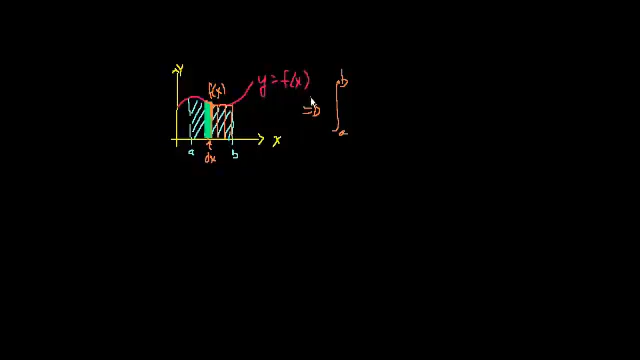 y
f(x)
y = f(x)
⇒ ∫ b a
x
a
dx
b